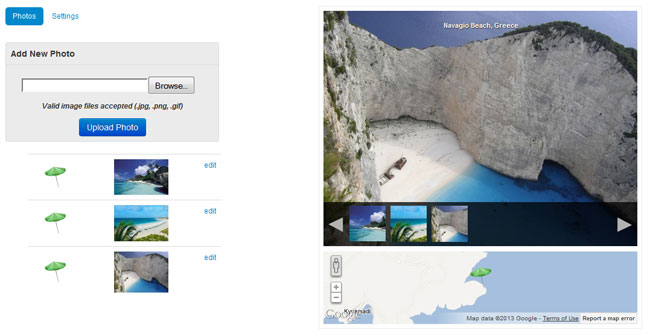 Photos
Settings
Add New Photo
Browse...
Valid image files accepted (.jpg, .png, .gif)
Upload Photo
edit
edit
edit
Navagio Beach, Greece
+
−
Google
Map data ©2013 Google - Terms of Use
Report a map error